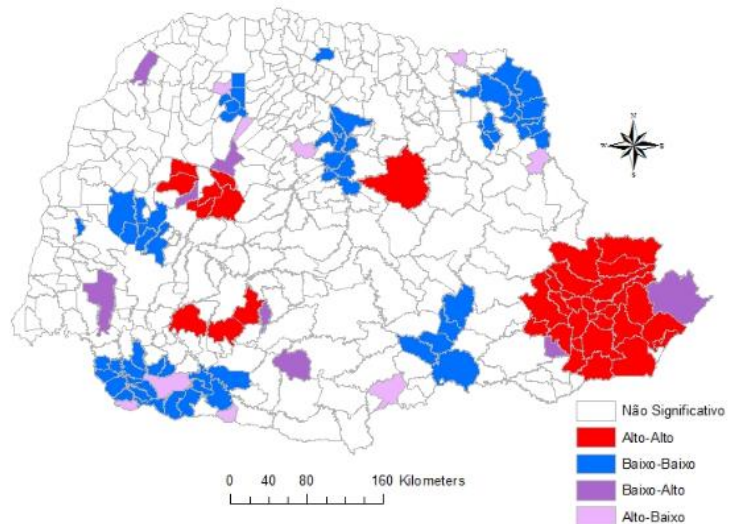 N
W
E
S
Não Significativo
Alto-Alto
Baixo-Baixo
Baixo-Alto
Alto-Baixo
0 40 80 160 Kilometers